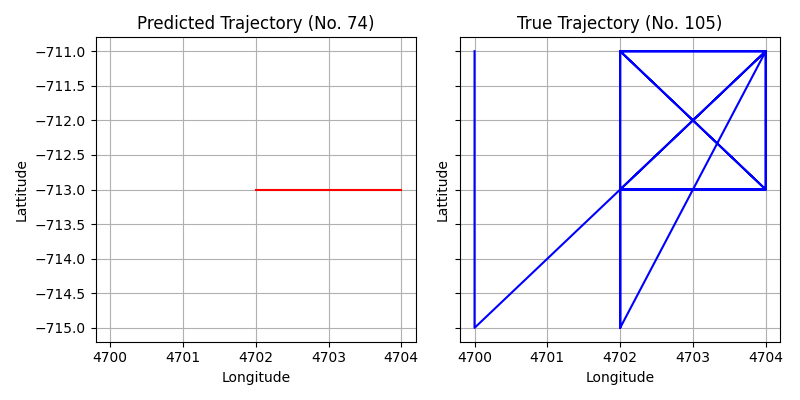 Predicted Trajectory (No. 74)
−711.0
−711.5
−712.0
−712.5
−713.0
−713.5
−714.0
−714.5
−715.0
Lattitude
4700 4701 4702 4703 4704
Longitude
True Trajectory (No. 105)
Lattitude
4700 4701 4702 4703 4704
Longitude